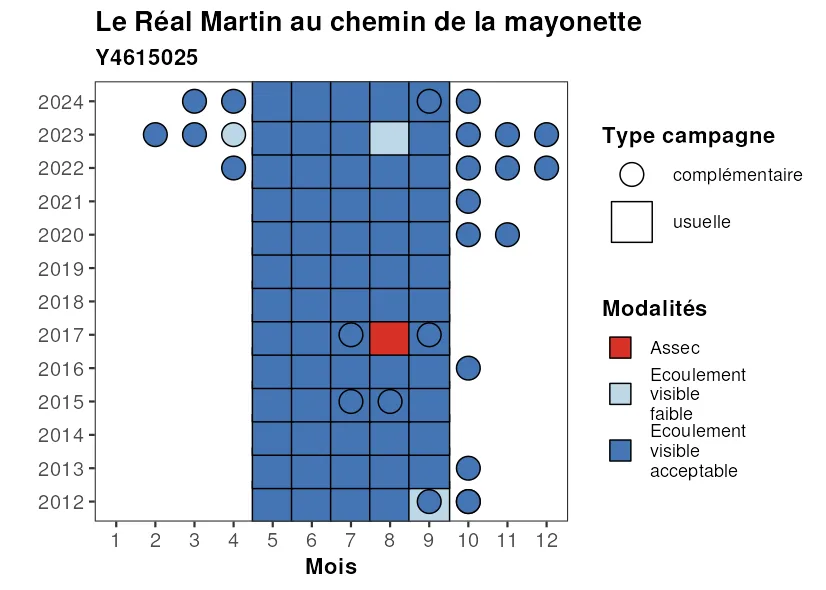 Le Réal Martin au chemin de la mayonette
Y4615025
2024
2023
2022
2021
2020
2019
2018
2017
2016
2015
2014
2013
2012
1 2 3 4 5 6 7 8 9 10 11 12
Mois
Type campagne
complémentaire
usuelle
Modalités
Assec
Ecoulement
visible
faible
Ecoulement
visible
acceptable